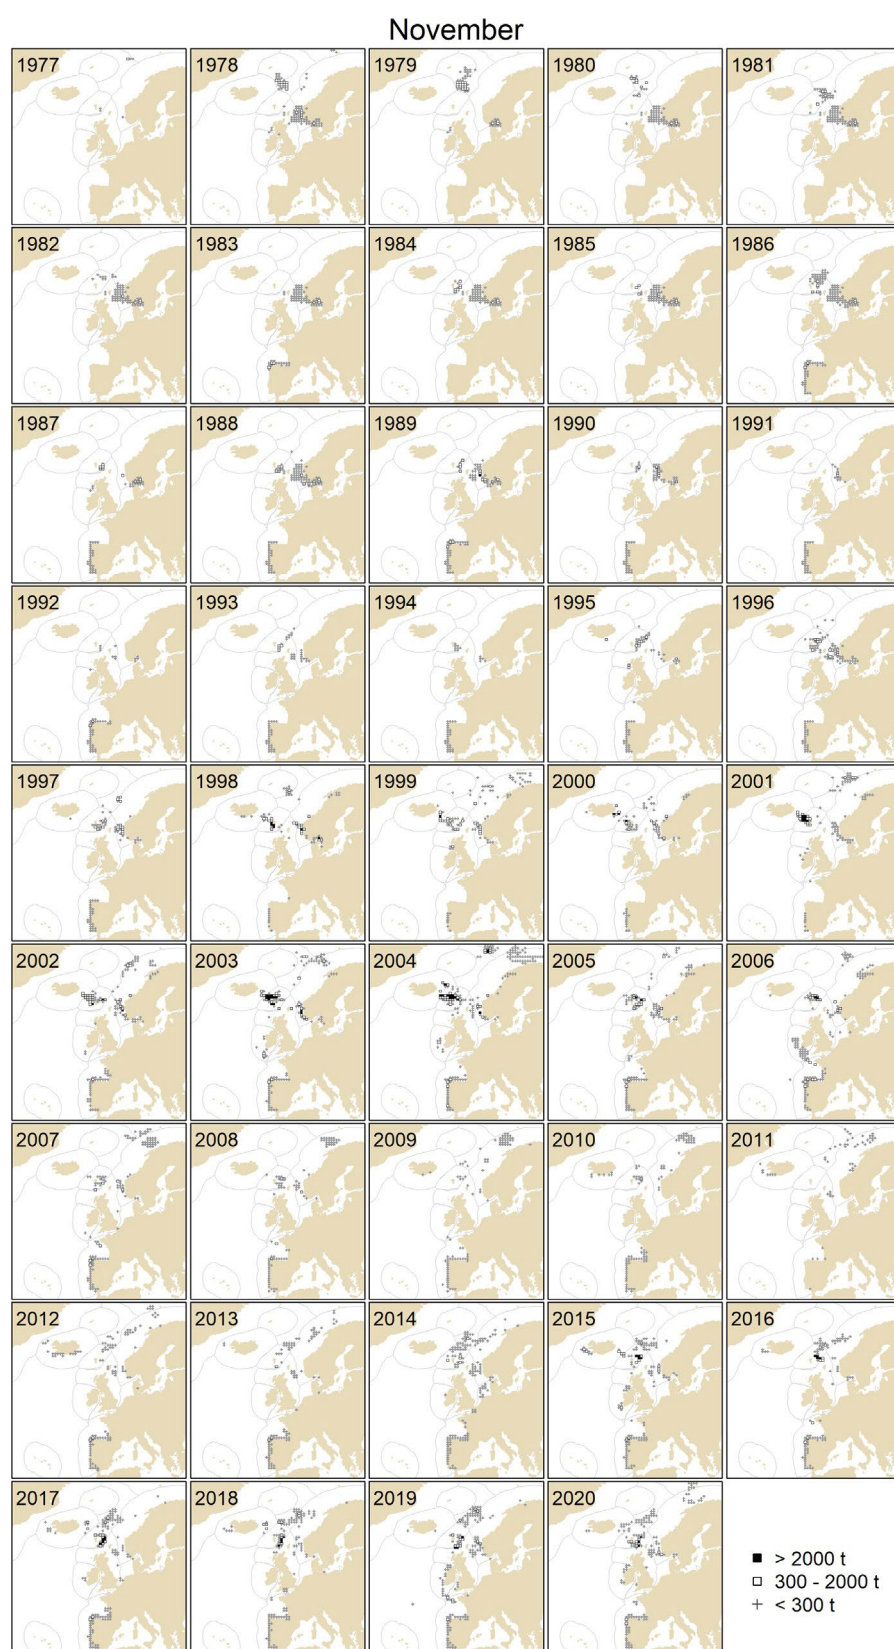 November
1977 1978 1979 1980 1981
1982 1983 1984 1985 1986
1987 1988 1989 1990 1991
1992 1993 1994 1995 1996
1997 1998 1999 2000 2001
2002 2003 2004 2005 2006
2007 2008 2009 2010 2011
2012 2013 2014 2015 2016
2017 2018 2019 2020
> 2000 t
300 - 2000 t
< 300 t